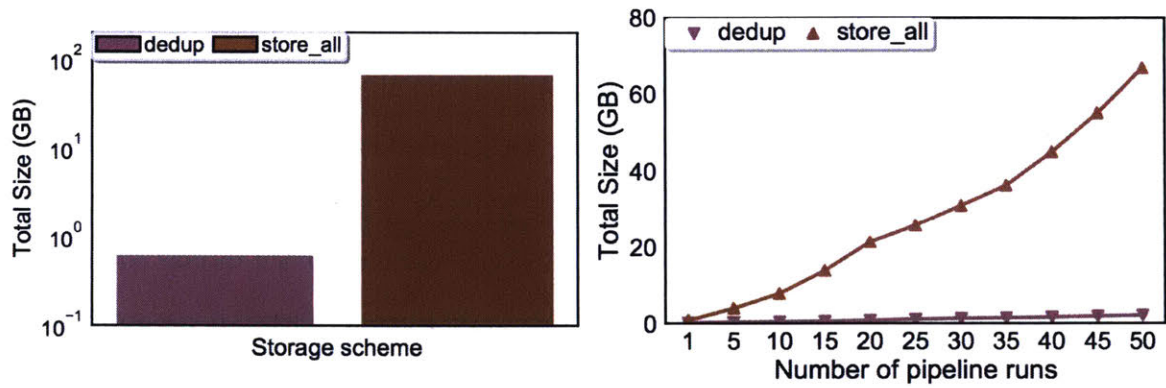 dedup store_all
10^2
10^1
10^0
10^-1
Total Size (GB)
Storage scheme
dedup store_all
80
60
40
20
0
Total Size (GB)
1 5 10 15 20 25 30 35 40 45 50
Number of pipeline runs